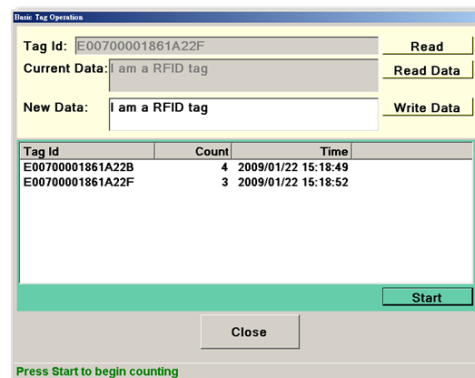 Basic Tag Operation
Tag Id: E00700001861A22F Read
Current Data: I am a RFID tag Read Data
New Data: I am a RFID tag Write Data
Tag Id Count Time
E00700001861A22B 4 2009/01/22 15:18:49
E00700001861A22F 3 2009/01/22 15:18:52
Start
Close
Press Start to begin counting